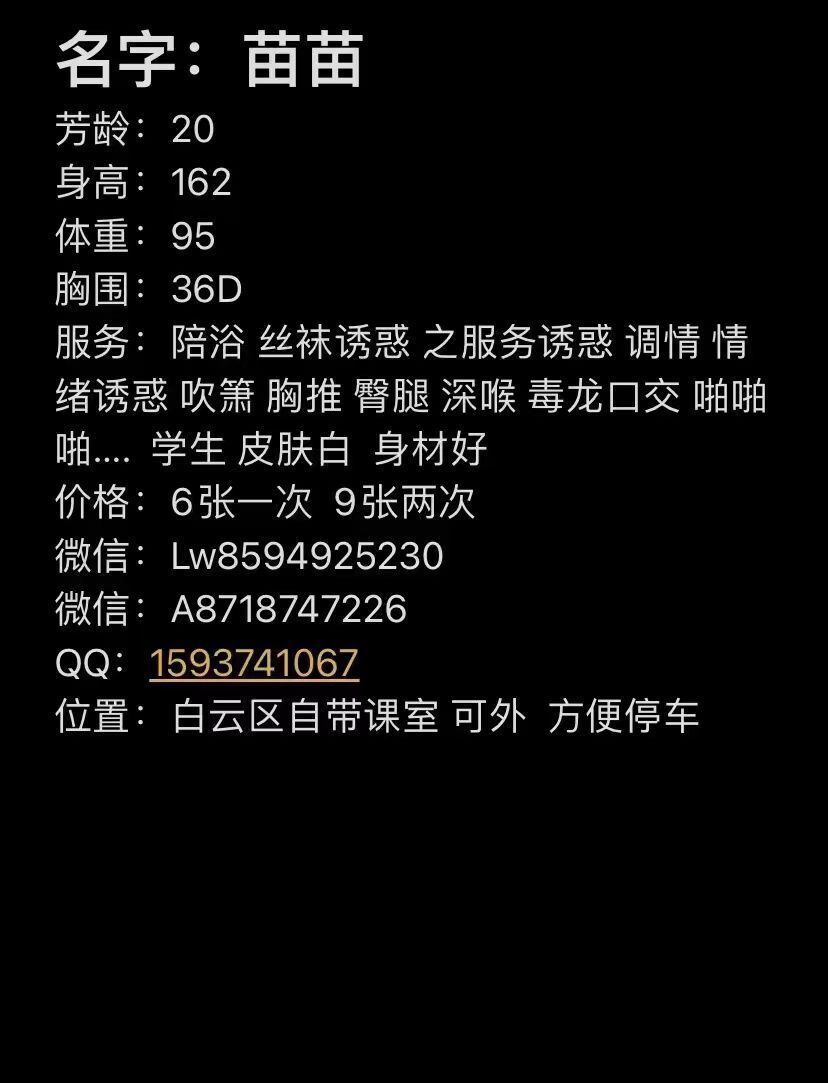 名字：苗苗
芳龄：20
身高：162
体重：95
胸围：36D
服务：陪浴 丝袜诱惑 之服务诱惑 调情 情
绪诱惑 吹箫 胸推 臀腿 深喉 毒龙口交 啪啪
啪.... 学生 皮肤白 身材好
价格：6张一次 9张两次
微信：Lw8594925230
微信：A8718747226
QQ：1593741067
位置：白云区自带课室 可外 方便停车